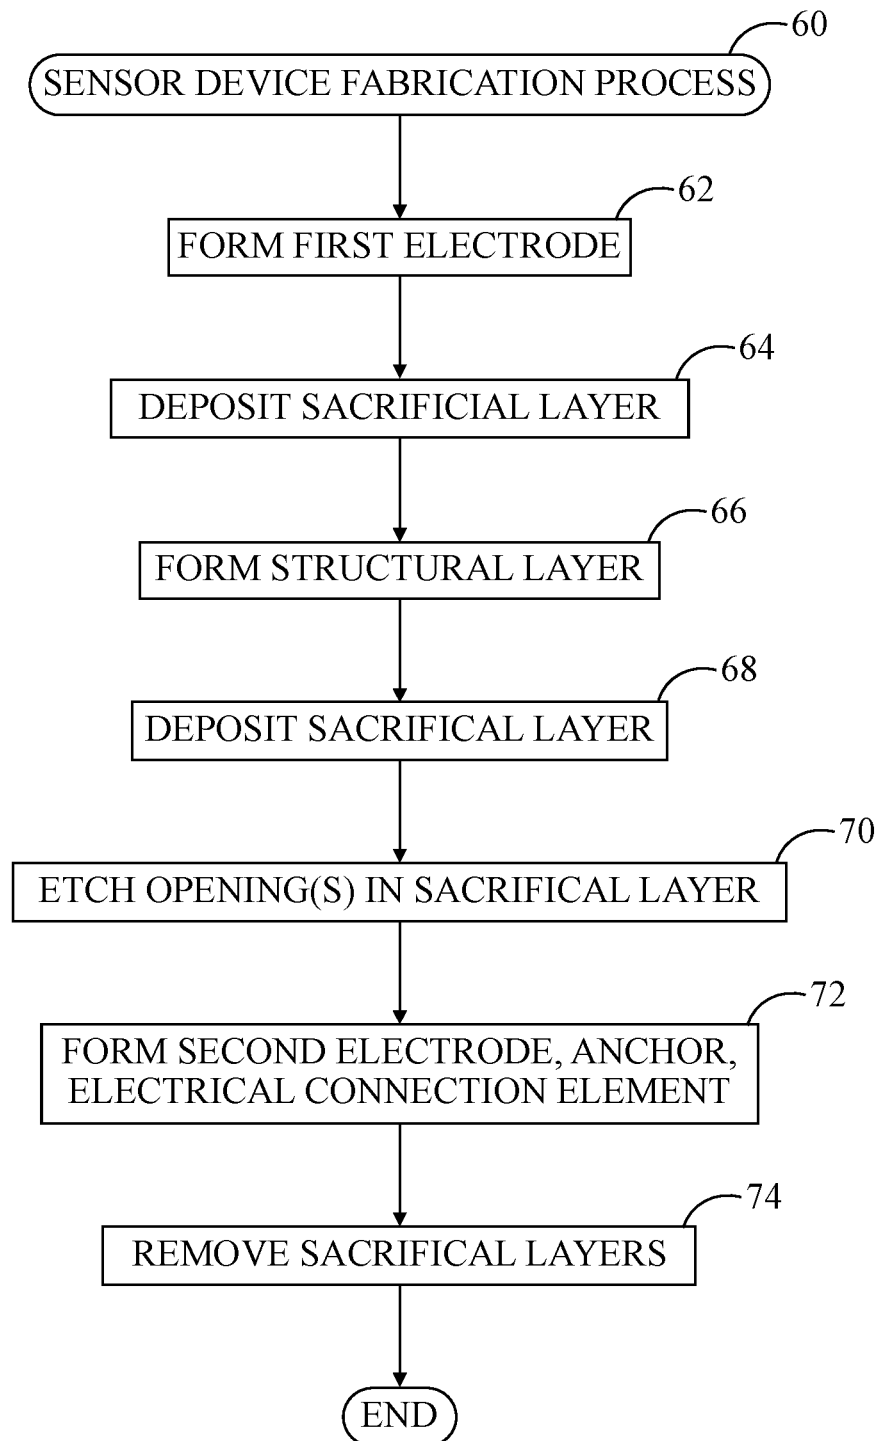 60
SENSOR DEVICE FABRICATION PROCESS
62
FORM FIRST ELECTRODE
64
DEPOSIT SACRIFICIAL LAYER
66
FORM STRUCTURAL LAYER
68
DEPOSIT SACRIFICAL LAYER
70
ETCH OPENING(S) IN SACRIFICAL LAYER
72
FORM SECOND ELECTRODE, ANCHOR,
ELECTRICAL CONNECTION ELEMENT
74
REMOVE SACRIFICAL LAYERS
END